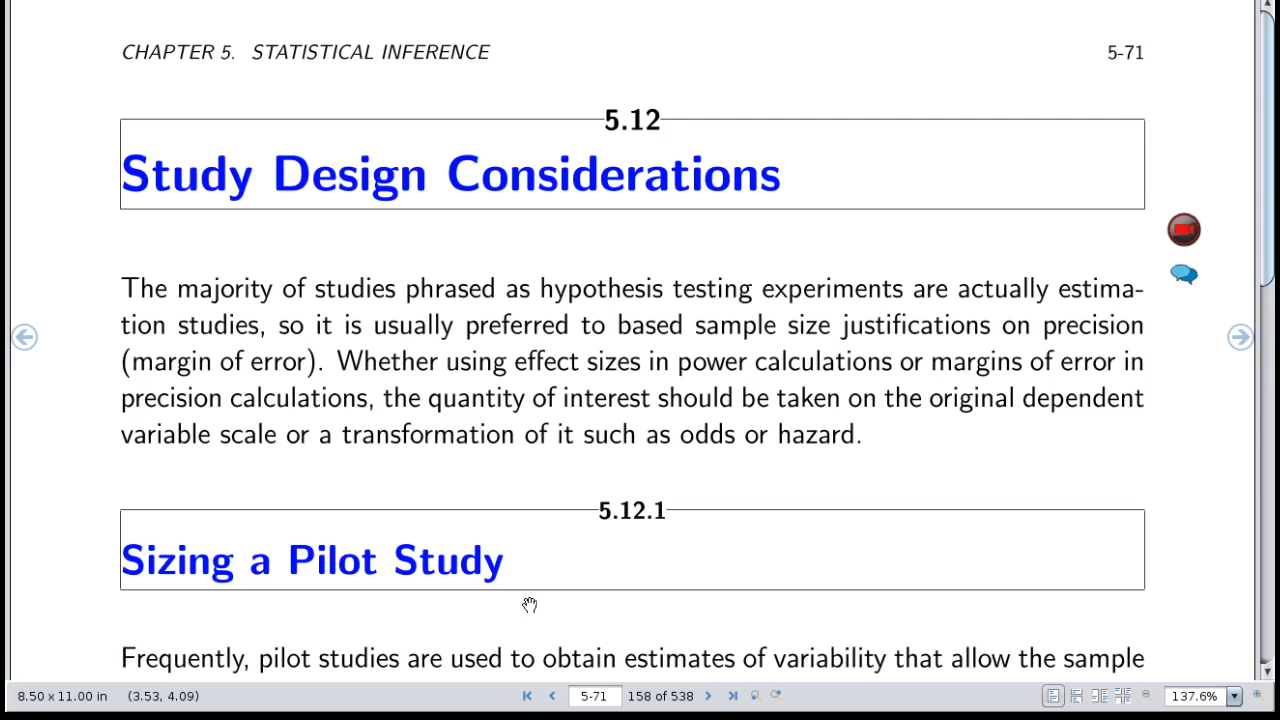 CHAPTER 5. STATISTICAL INFERENCE 5-71
5.12
Study Design Considerations
The majority of studies phrased as hypothesis testing experiments are actually estima-
tion studies, so it is usually preferred to based sample size justifications on precision
(margin of error). Whether using effect sizes in power calculations or margins of error in
precision calculations, the quantity of interest should be taken on the original dependent
variable scale or a transformation of it such as odds or hazard.
5.12.1
Sizing a Pilot Study
Frequently, pilot studies are used to obtain estimates of variability that allow the sample
8.50 x 11.00 in (3.53, 4.09) 5-71 158 of 538 137.6%